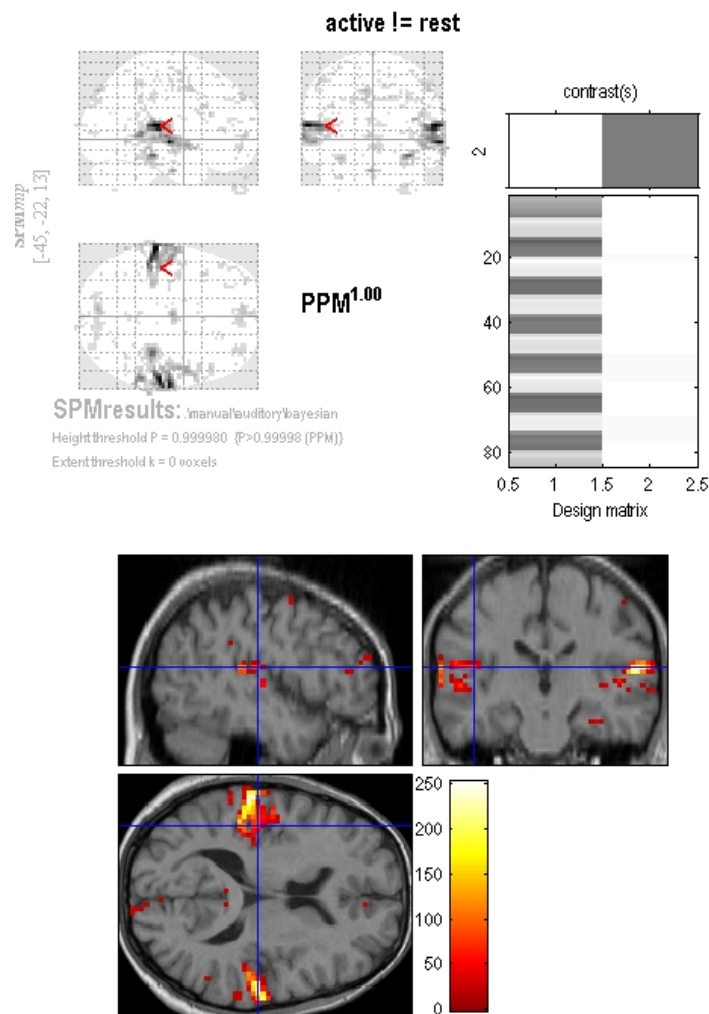 active != rest
contrast(s)
2
SPMmip
[-45, -22, 13]
PPM1.00
20
40
60
80
0.5 1 1.5 2 2.5
Design matrix
SPMresults: .\manual\auditory\bayesian
Height threshold P = 0.999980 {P>0.99998 (PPM)}
Extent threshold k = 0 voxels
250
200
150
100
50
0